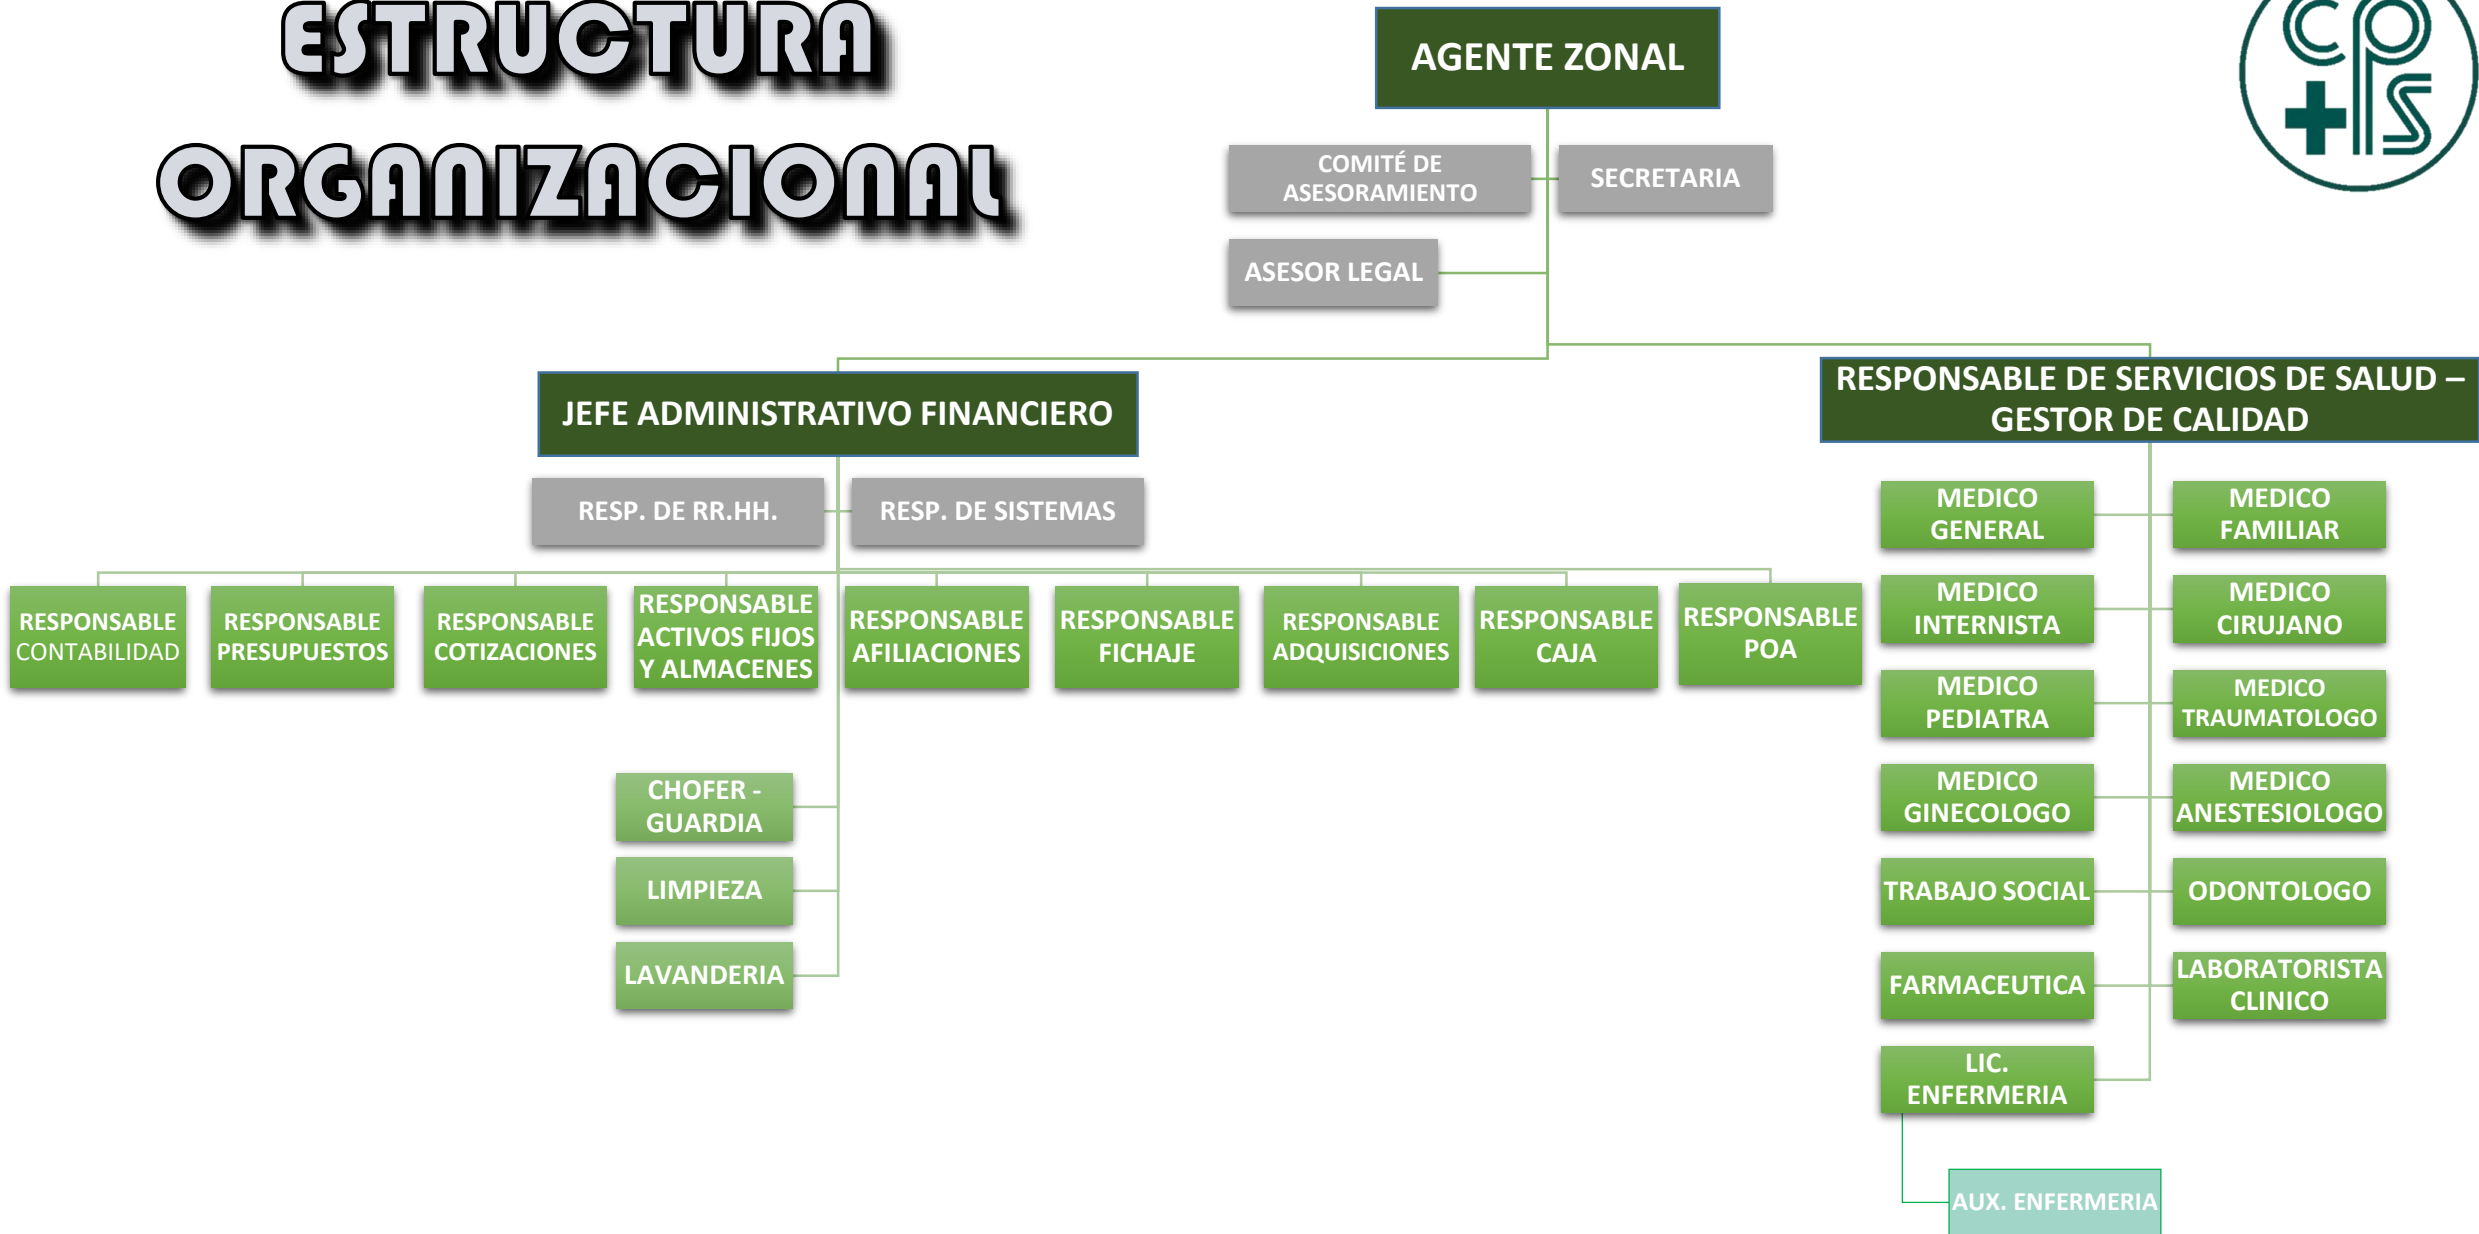 ESTRUCTURA
ORGANIZACIONAL
cps
AGENTE ZONAL
COMITÉ DE
ASESORAMIENTO
SECRETARIA
ASESOR LEGAL
JEFE ADMINISTRATIVO FINANCIERO
RESPONSABLE DE SERVICIOS DE SALUD –
GESTOR DE CALIDAD
RESP. DE RR.HH.
RESP. DE SISTEMAS
RESPONSABLE
CONTABILIDAD
RESPONSABLE
PRESUPUESTOS
RESPONSABLE
COTIZACIONES
RESPONSABLE
ACTIVOS FIJOS
Y ALMACENES
RESPONSABLE
AFILIACIONES
RESPONSABLE
FICHAJE
RESPONSABLE
ADQUISICIONES
RESPONSABLE
CAJA
RESPONSABLE
POA
CHOFER -
GUARDIA
LIMPIEZA
LAVANDERIA
MEDICO
GENERAL
MEDICO
FAMILIAR
MEDICO
INTERNISTA
MEDICO
CIRUJANO
MEDICO
PEDIATRA
MEDICO
TRAUMATOLOGO
MEDICO
GINECOLOGO
MEDICO
ANESTESIOLOGO
TRABAJO SOCIAL
ODONTOLOGO
FARMACEUTICA
LABORATORISTA
CLINICO
LIC.
ENFERMERIA
AUX. ENFERMERIA